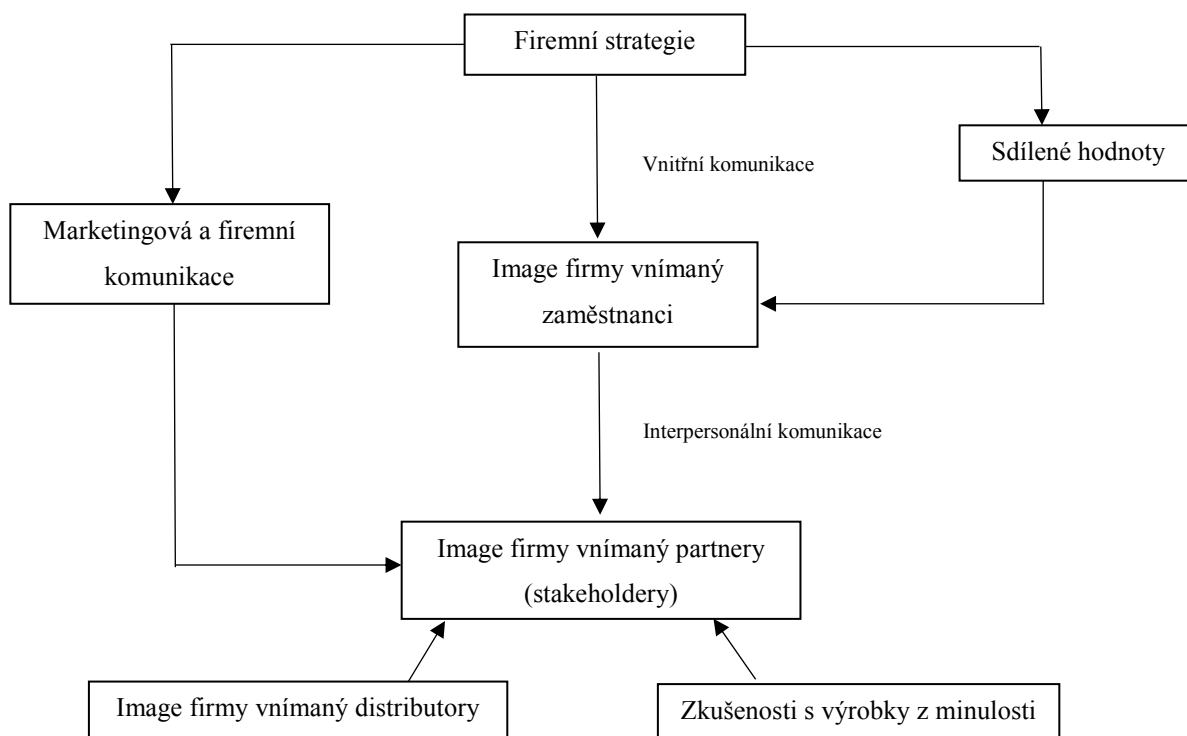 Firemní strategie
Vnitřní komunikace
Sdílené hodnoty
Marketingová a firemní
komunikace
Image firmy vnímaný
zaměstnanci
Interpersonální komunikace
Image firmy vnímaný partnery
(stakeholdery)
Image firmy vnímaný distributory
Zkušenosti s výrobky z minulosti